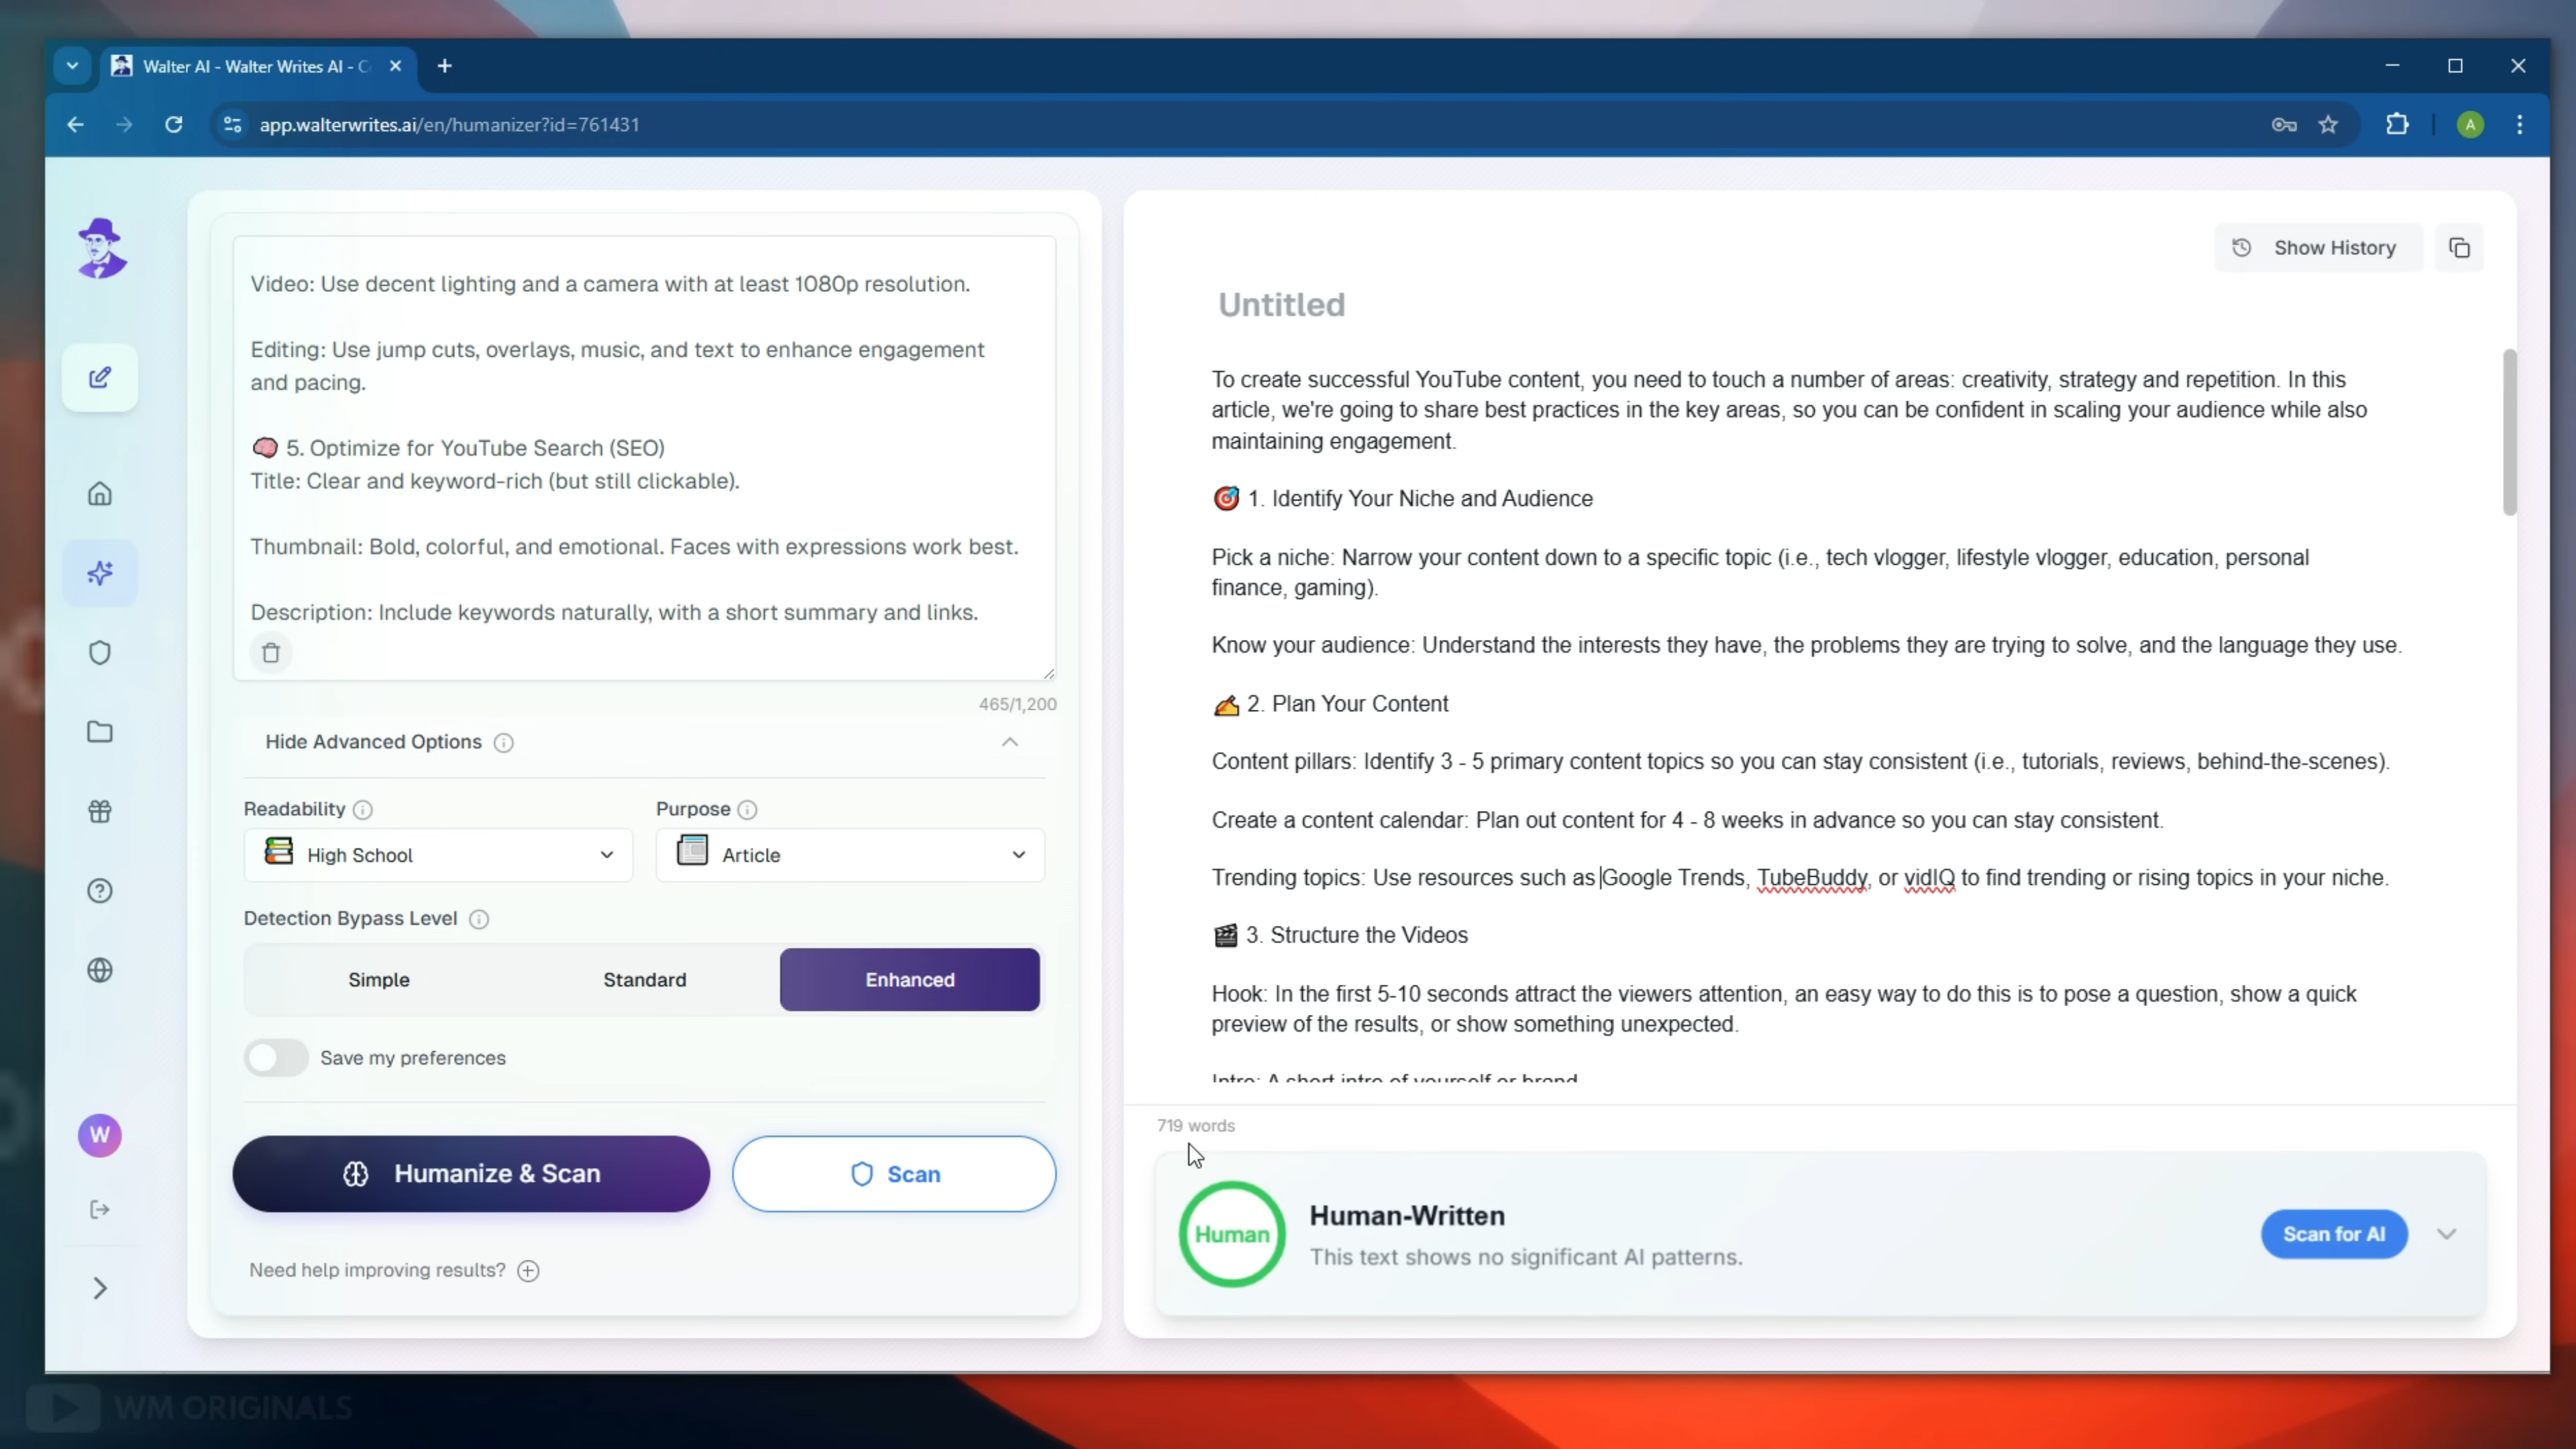 Walter AI - Walter Writes AI - C
app.walterwrites.ai/en/humanizer?id=761431
A
Video: Use decent lighting and a camera with at least 1080p resolution.
Editing: Use jump cuts, overlays, music, and text to enhance engagement
and pacing.
🧠 5. Optimize for YouTube Search (SEO)
Title: Clear and keyword-rich (but still clickable).
Thumbnail: Bold, colorful, and emotional. Faces with expressions work best.
Description: Include keywords naturally, with a short summary and links.
465/1,200
Hide Advanced Options
Readability
Purpose
High School
Article
Detection Bypass Level
Simple
Standard
Enhanced
Save my preferences
Humanize & Scan
Scan
Need help improving results?
W
Show History
Untitled
To create successful YouTube content, you need to touch a number of areas: creativity, strategy and repetition. In this
article, we're going to share best practices in the key areas, so you can be confident in scaling your audience while also
maintaining engagement.
🎯 1. Identify Your Niche and Audience
Pick a niche: Narrow your content down to a specific topic (i.e., tech vlogger, lifestyle vlogger, education, personal
finance, gaming).
Know your audience: Understand the interests they have, the problems they are trying to solve, and the language they use.
✍️ 2. Plan Your Content
Content pillars: Identify 3 - 5 primary content topics so you can stay consistent (i.e., tutorials, reviews, behind-the-scenes).
Create a content calendar: Plan out content for 4 - 8 weeks in advance so you can stay consistent.
Trending topics: Use resources such as Google Trends, TubeBuddy, or vidIQ to find trending or rising topics in your niche.
🎬 3. Structure the Videos
Hook: In the first 5-10 seconds attract the viewers attention, an easy way to do this is to pose a question, show a quick
preview of the results, or show something unexpected.
Intro: A short intro of yourself or brand
719 words
Human
Human-Written
This text shows no significant AI patterns.
Scan for AI
WM ORIGINALS